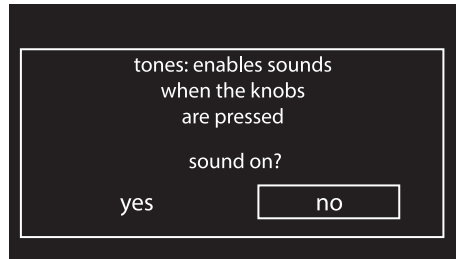 tones: enables sounds
when the knobs
are pressed
sound on?
yes no